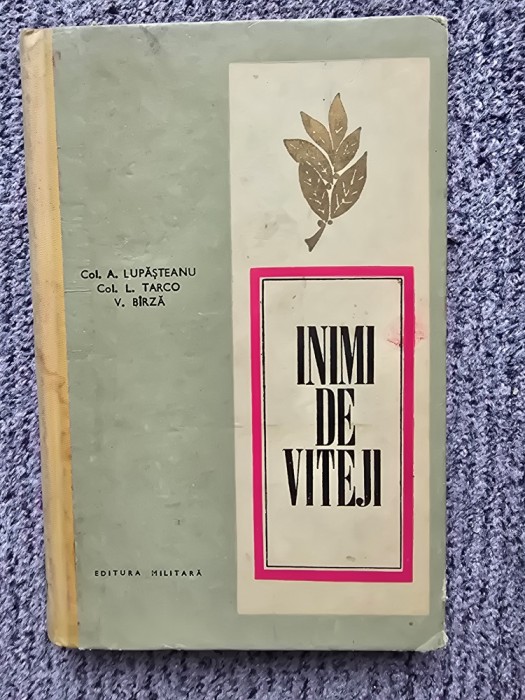 Col. A. LUPĂȘTEANU
Col. L. TARCO
V. BÎRZĂ
INIMI
DE
VITEJI
EDITURA MILITARĂ